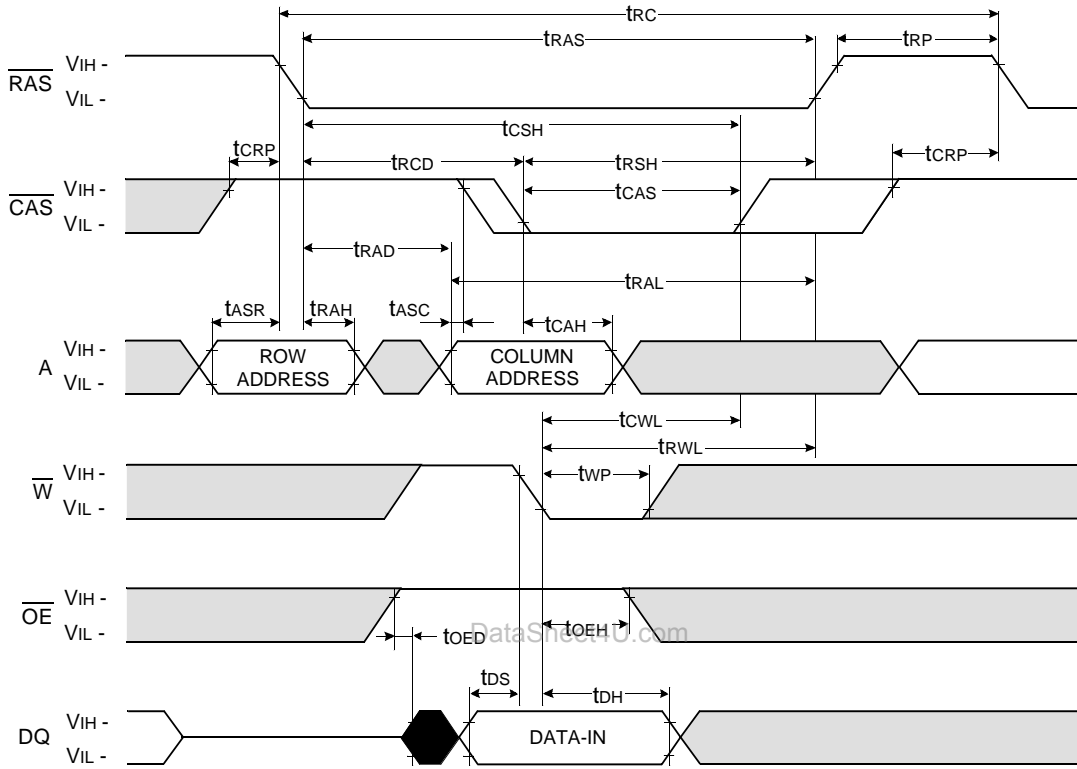 tRC
tRAS
tRP
RAS
VIH -
VIL -
tCSH
tCRP
tRCD
tRSH
tCRP
CAS
VIH -
VIL -
tCAS
tRAD
tRAL
tASR
tRAH
tASC
tCAH
A
VIH -
VIL -
ROW
ADDRESS
COLUMN
ADDRESS
tCWL
tRWL
W
VIH -
VIL -
tWP
OE
VIH -
VIL -
tOED
DataSheet4U.com
tOEH
tDS
tDH
DQ
VIH -
VIL -
DATA-IN